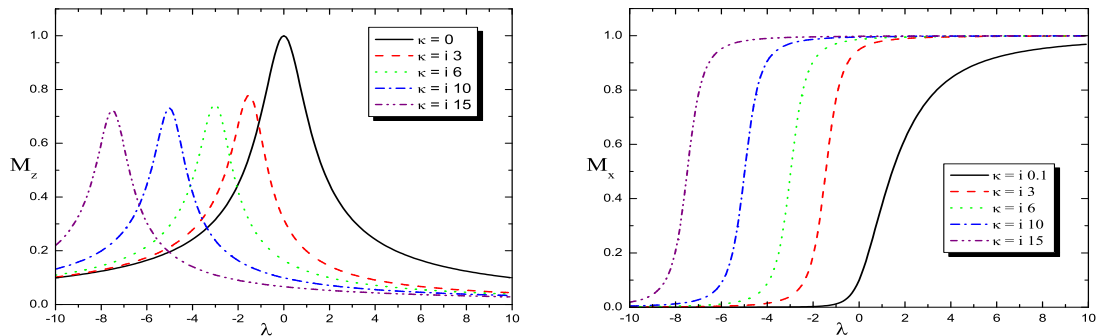 1.0
0.8
0.6
0.4
0.2
0.0
M_z
-10 -8 -6 -4 -2 0 2 4 6 8 10
λ
κ = 0
κ = i 3
κ = i 6
κ = i 10
κ = i 15
1.0
0.8
0.6
0.4
0.2
0.0
M_x
-10 -8 -6 -4 -2 0 2 4 6 8 10
λ
κ = i 0.1
κ = i 3
κ = i 6
κ = i 10
κ = i 15